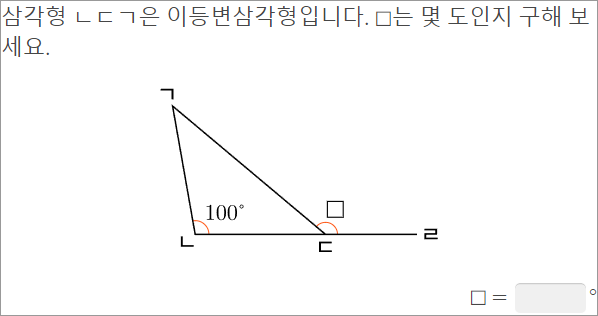 삼각형 ㄴㄷㄱ은 이등변삼각형입니다. □는 몇 도인지 구해 보
세요.
ㄱ
100° □
ㄴ ㄷ ㄹ
□ = °